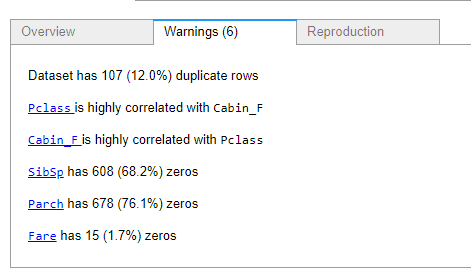 Overview
Warnings (6)
Reproduction
Dataset has 107 (12.0%) duplicate rows
Pclass is highly correlated with Cabin_F
Cabin_F is highly correlated with Pclass
SibSp has 608 (68.2%) zeros
Parch has 678 (76.1%) zeros
Fare has 15 (1.7%) zeros